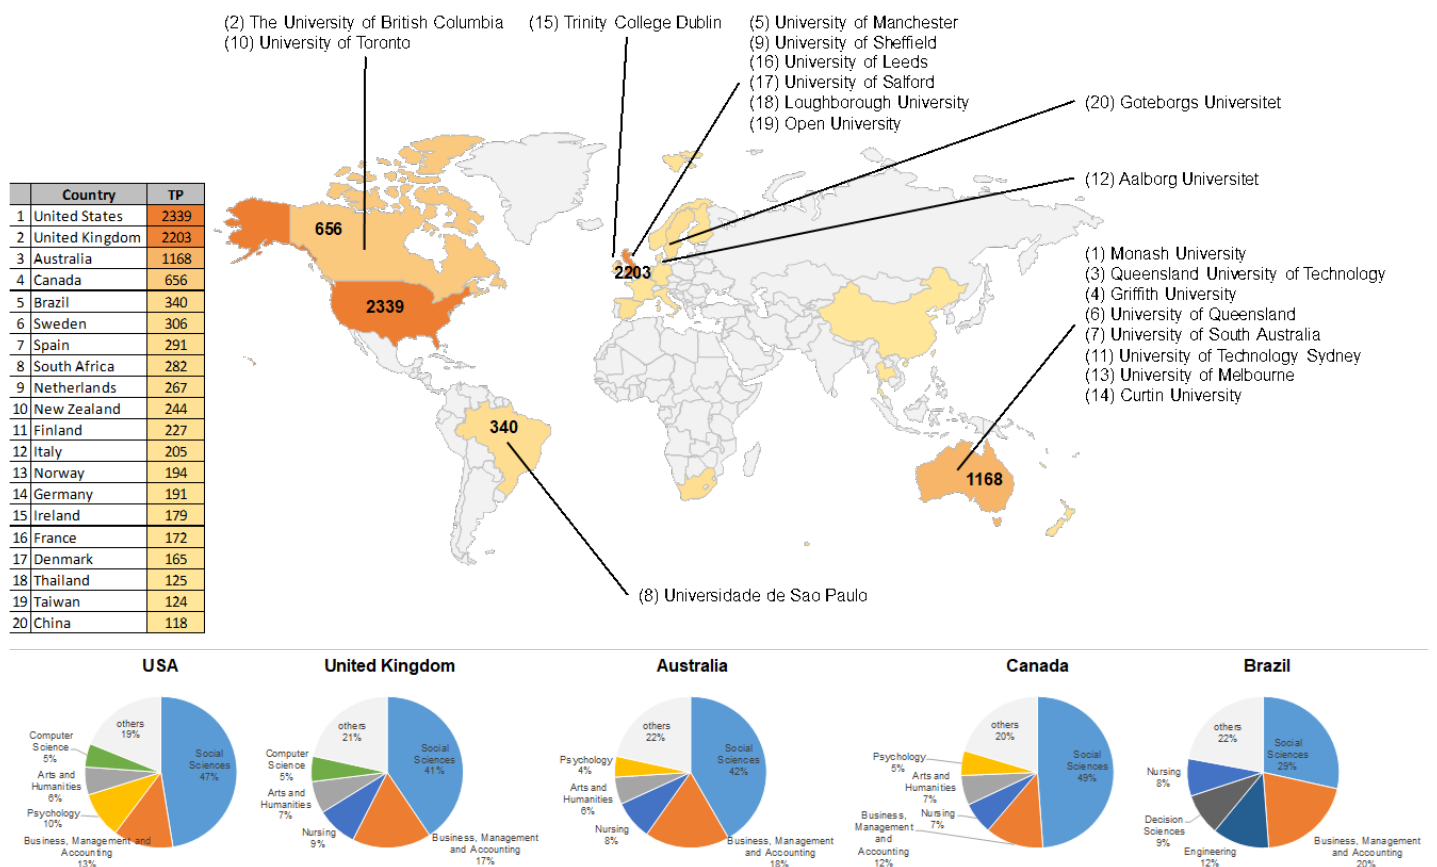 (2) The University of British Columbia
(10) University of Toronto
(15) Trinity College Dublin
(5) University of Manchester
(9) University of Sheffield
(16) University of Leeds
(17) University of Salford
(18) Loughborough University
(19) Open University
(20) Goteborgs Universitet
(12) Aalborg Universitet
(1) Monash University
(3) Queensland University of Technology
(4) Griffith University
(6) University of Queensland
(7) University of South Australia
(11) University of Technology Sydney
(13) University of Melbourne
(14) Curtin University
(8) Universidade de Sao Paulo
656
2339
2203
340
1168
Country TP
1 United States 2339
2 United Kingdom 2203
3 Australia 1168
4 Canada 656
5 Brazil 340
6 Sweden 306
7 Spain 291
8 South Africa 282
9 Netherlands 267
10 New Zealand 244
11 Finland 227
12 Italy 205
13 Norway 194
14 Germany 191
15 Ireland 179
16 France 172
17 Denmark 165
18 Thailand 125
19 Taiwan 124
20 China 118
USA
others
19%
Computer
Science
5%
Arts and
Humanities
6%
Psychology
10%
Business, Management and
Accounting
13%
Social
Sciences
47%
United Kingdom
others
21%
Computer
Science
5%
Arts and
Humanities
7%
Nursing
9%
Business, Management
and Accounting
17%
Social
Sciences
41%
Australia
others
22%
Psychology
4%
Arts and
Humanities
6%
Nursing
8%
Business, Management
and Accounting
18%
Social
Sciences
42%
Canada
others
20%
Psychology
5%
Arts and
Humanities
7%
Nursing
7%
Business,
Management
and
Accounting
12%
Social
Sciences
49%
Brazil
others
22%
Nursing
8%
Decision
Sciences
9%
Engineering
12%
Business, Management
and Accounting
20%
Social
Sciences
29%